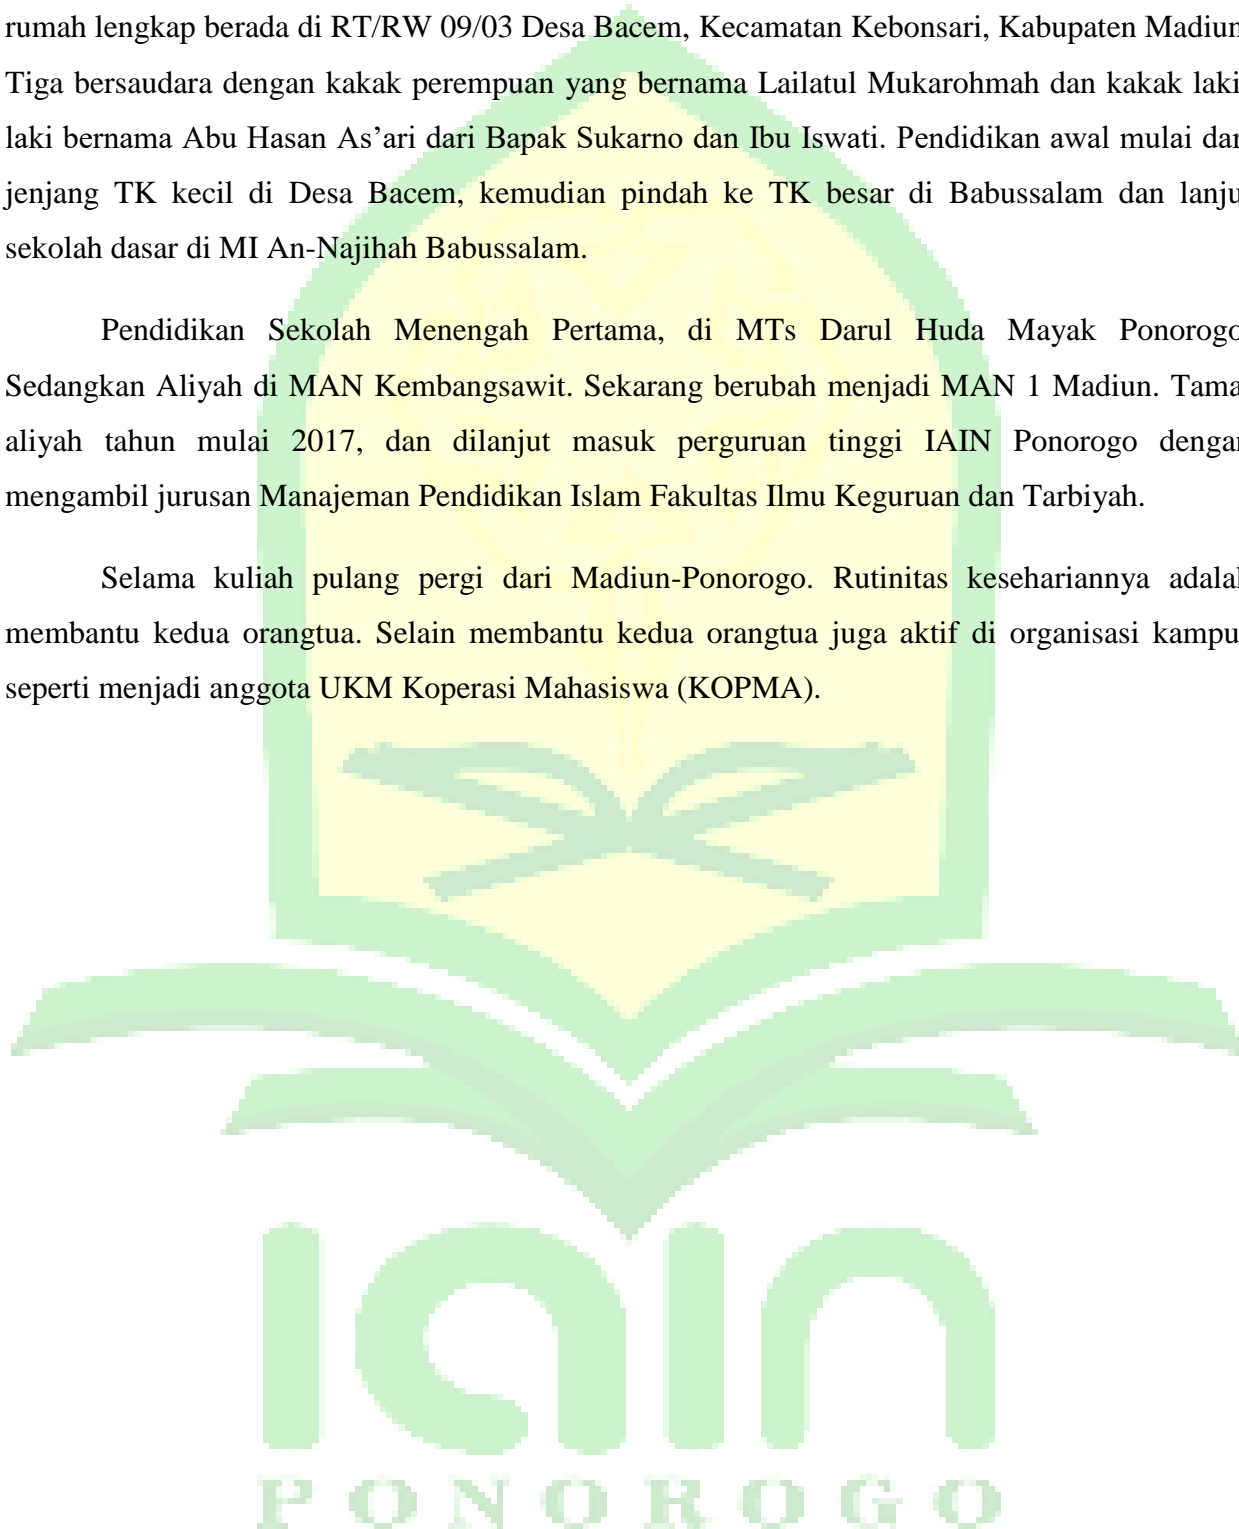 rumah lengkap berada di RT/RW 09/03 Desa Bacem, Kecamatan Kebonsari, Kabupaten Madiun
Tiga bersaudara dengan kakak perempuan yang bernama Lailatul Mukarohmah dan kakak laki
laki bernama Abu Hasan As’ari dari Bapak Sukarno dan Ibu Iswati. Pendidikan awal mulai dar
jenjang TK kecil di Desa Bacem, kemudian pindah ke TK besar di Babussalam dan lanju
sekolah dasar di MI An-Najihah Babussalam.
Pendidikan Sekolah Menengah Pertama, di MTs Darul Huda Mayak Ponorogo
Sedangkan Aliyah di MAN Kembangsawit. Sekarang berubah menjadi MAN 1 Madiun. Tama
aliyah tahun mulai 2017, dan dilanjut masuk perguruan tinggi IAIN Ponorogo dengan
mengambil jurusan Manajeman Pendidikan Islam Fakultas Ilmu Keguruan dan Tarbiyah.
Selama kuliah pulang pergi dari Madiun-Ponorogo. Rutinitas kesehariannya adalah
membantu kedua orangtua. Selain membantu kedua orangtua juga aktif di organisasi kampu
seperti menjadi anggota UKM Koperasi Mahasiswa (KOPMA).
iain
PONOROGO